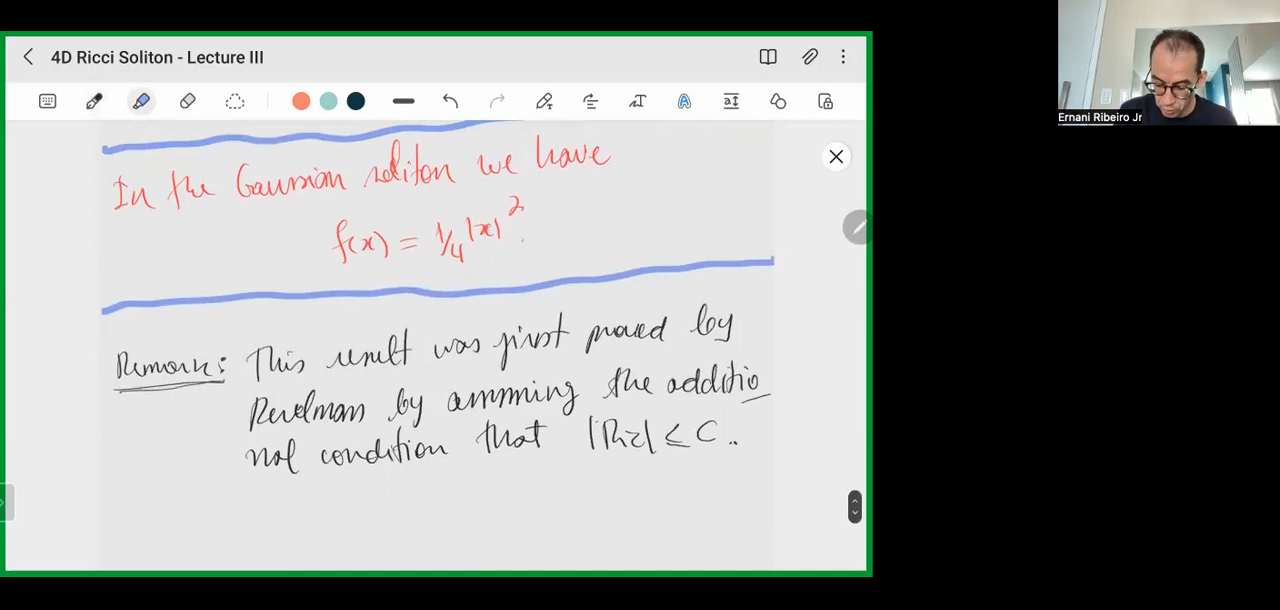 4D Ricci Soliton - Lecture III
In the Gaussian soliton we have
f(x) = 1/4 |x|²
Remark: This result was first proved by
Perelman by assuming the additio
nal condition that |Ric| ≤ C..
Ernani Ribeiro Jr